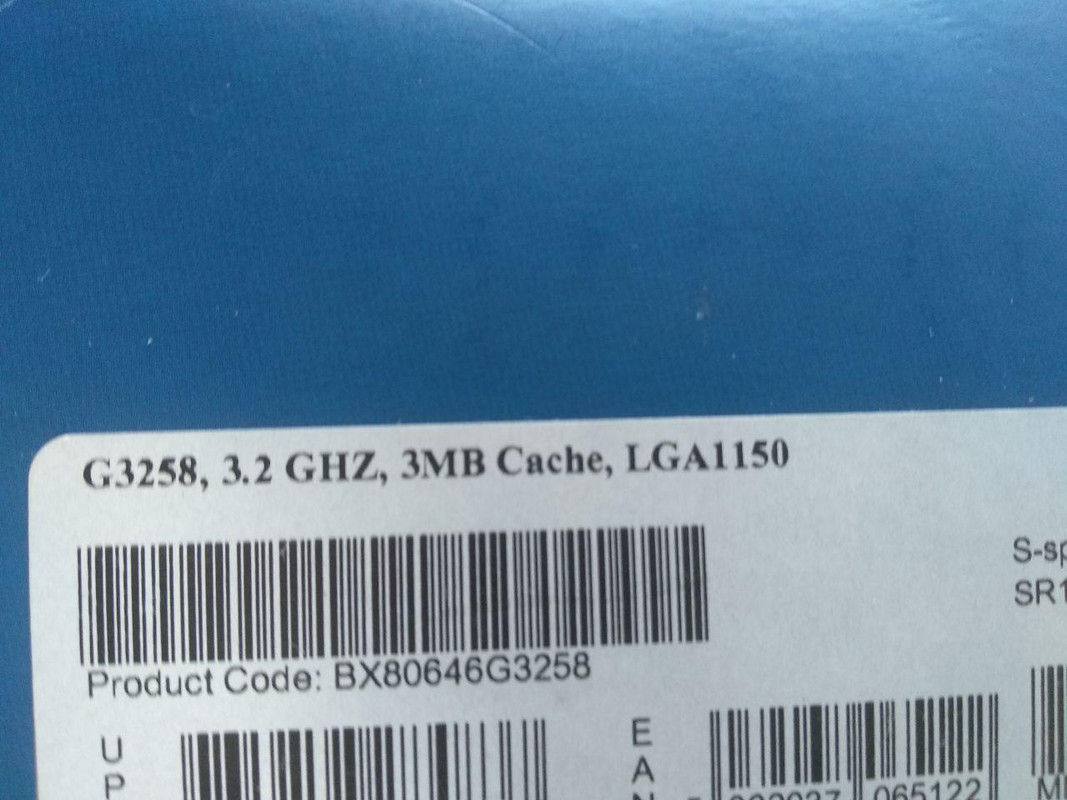 G3258, 3.2 GHZ, 3MB Cache, LGA1150
S-sp
SR1
Product Code: BX80646G3258
U
P
E
A
065122